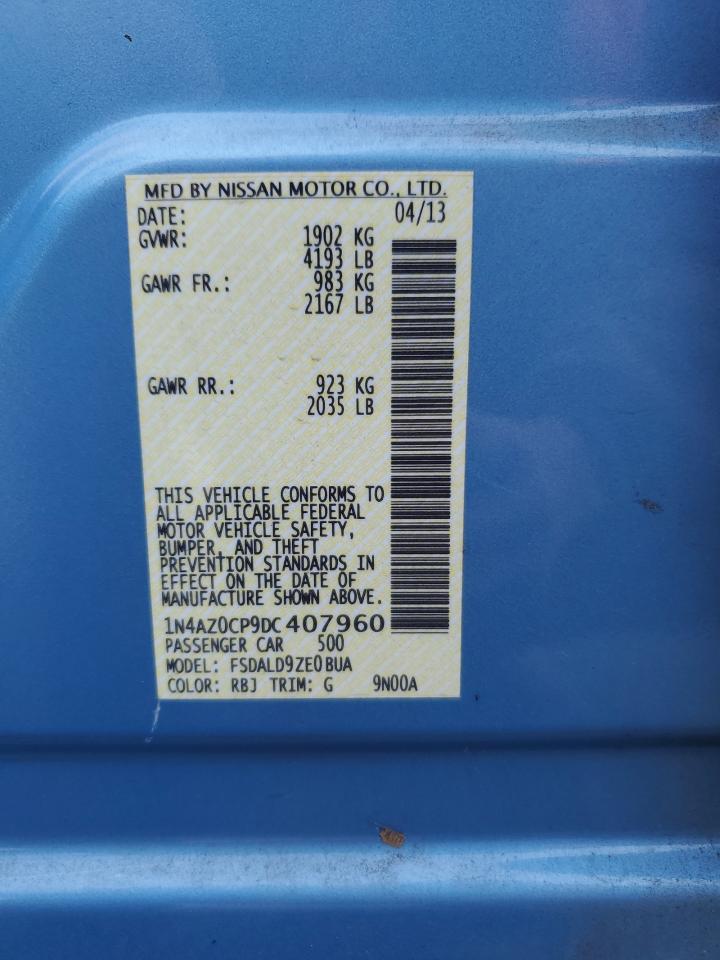 MFD BY NISSAN MOTOR CO., LTD.
DATE: 04/13
GVWR: 1902 KG
4193 LB
GAWR FR.: 983 KG
2167 LB
GAWR RR.: 923 KG
2035 LB
THIS VEHICLE CONFORMS TO
ALL APPLICABLE FEDERAL
MOTOR VEHICLE SAFETY,
BUMPER, AND THEFT
PREVENTION STANDARDS IN
EFFECT ON THE DATE OF
MANUFACTURE SHOWN ABOVE.
1N4AZ0CP9DC407960
PASSENGER CAR 500
MODEL: FSDALD9ZE0BUA
COLOR: RBJ TRIM: G 9N00A